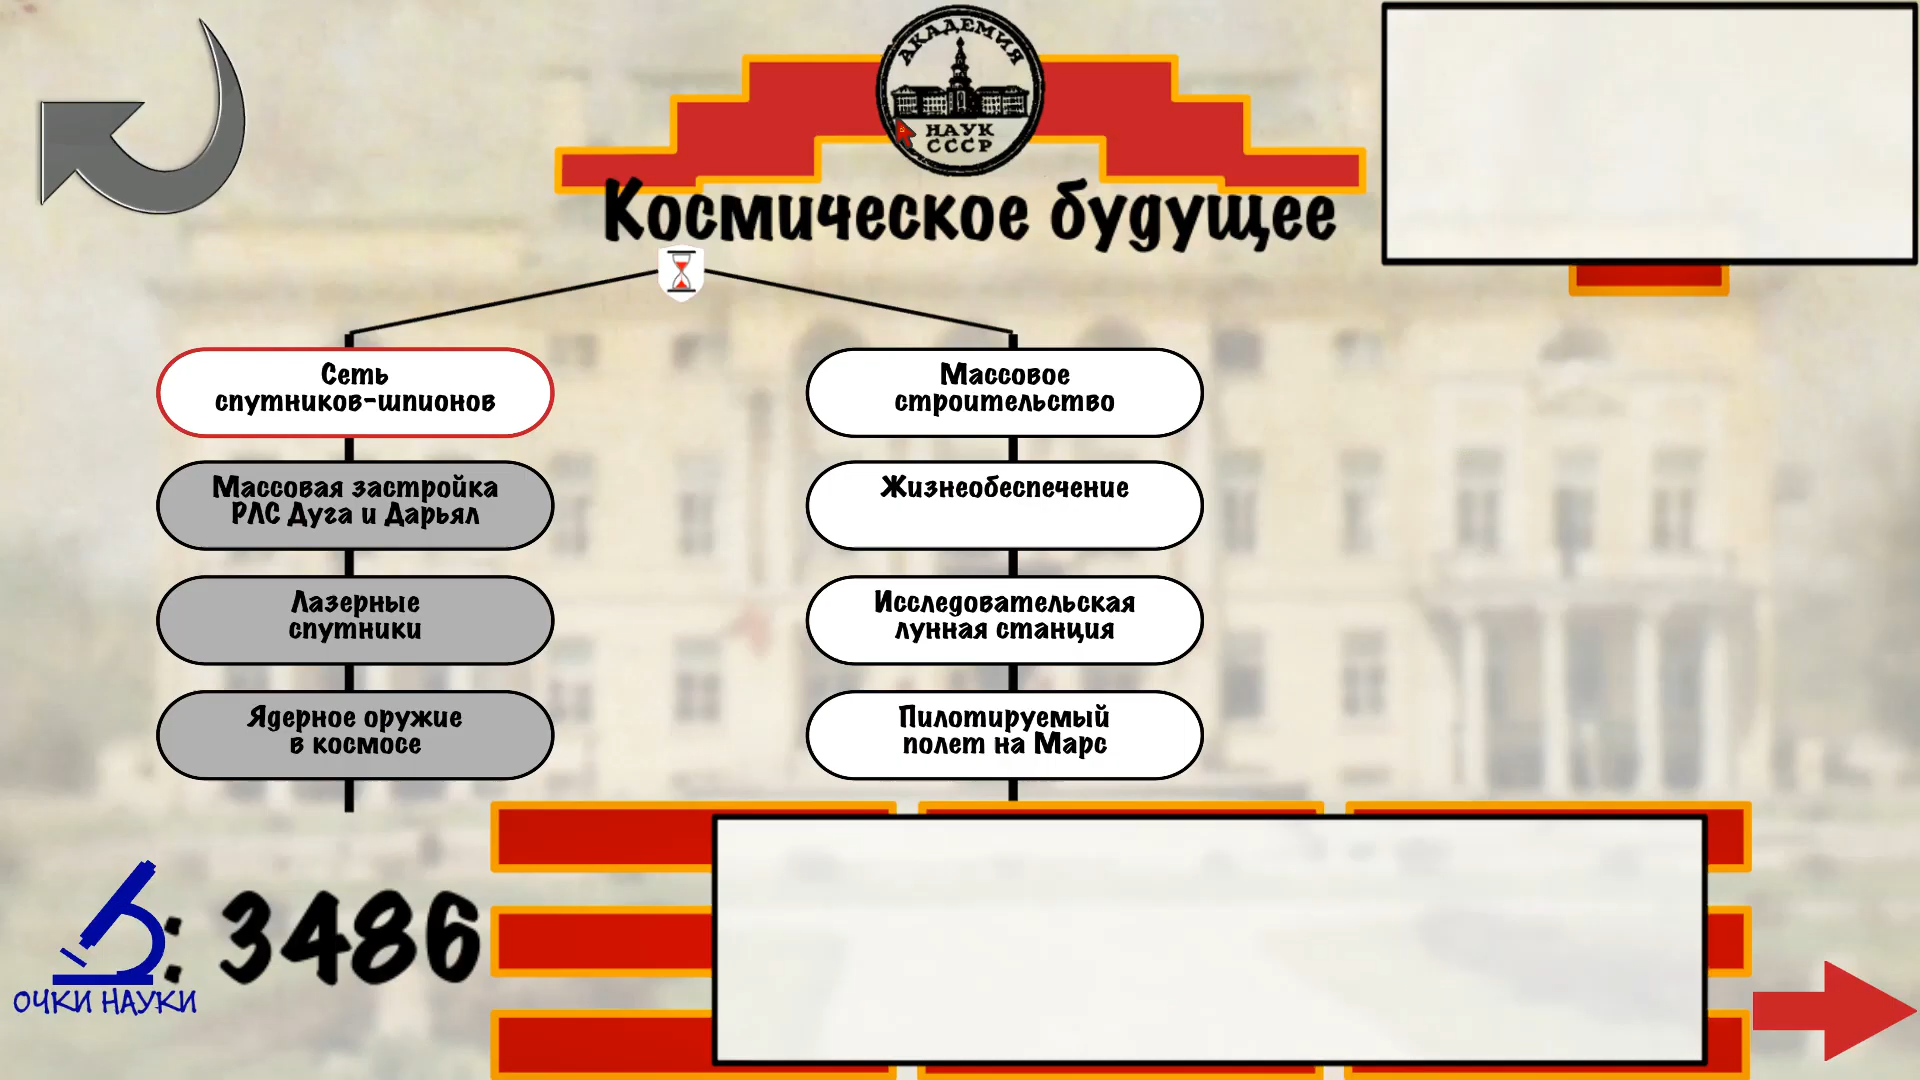 АКАДЕМИЯ
НАУК
СССР
Космическое будущее
Сеть
спутников-шпионов
Массовая застройка
РЛС Дуга и Дарьял
Лазерные
спутники
Ядерное оружие
в космосе
Массовое
строительство
Жизнеобеспечение
Исследовательская
лунная станция
Пилотируемый
полет на Марс
: 3486
ОЧКИ НАУКИ